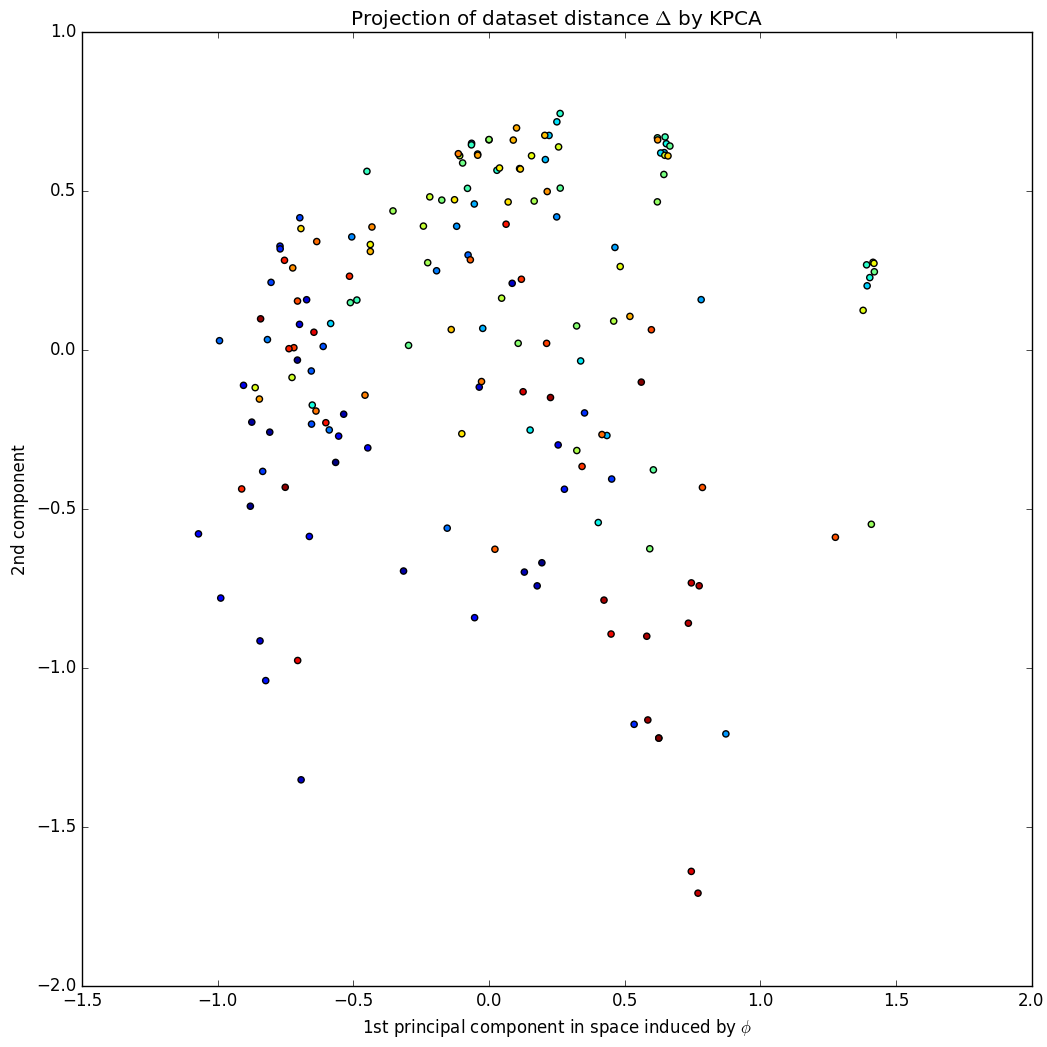 Projection of dataset distance Δ by KPCA
1.0
0.5
0.0
−0.5
−1.0
−1.5
−2.0
2nd component
−1.5 −1.0 −0.5 0.0 0.5 1.0 1.5 2.0
1st principal component in space induced by ϕ